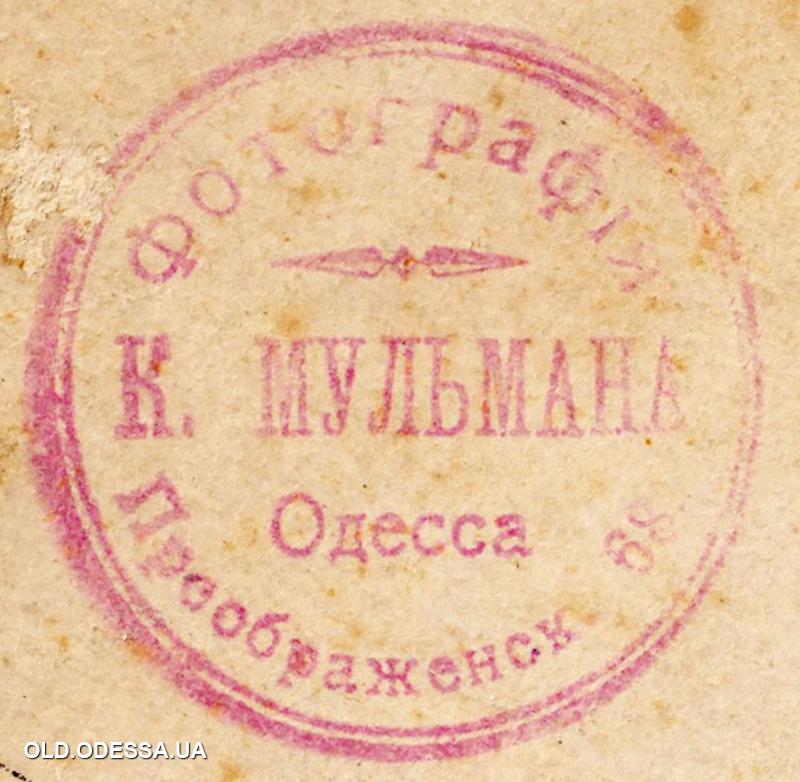 Фотографія
К. МУЛЬМАНА
Одесса
Преображенск. 68.
OLD.ODESSA.UA